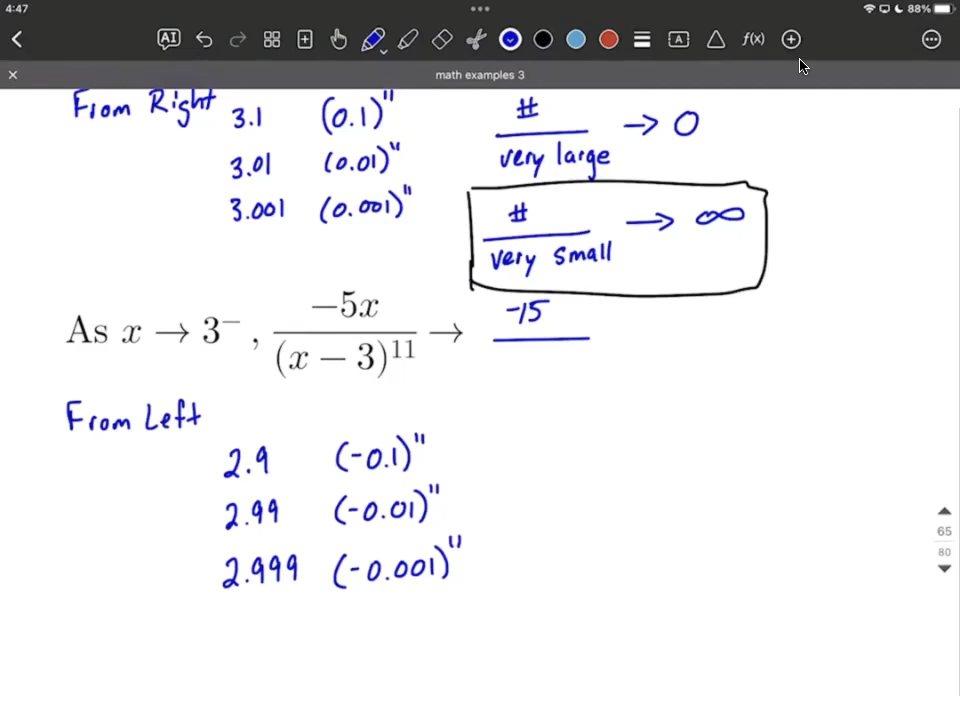 4:47 ••• 88%
AI A f(x)
× math examples 3
From Right 3.1 (0.1)^11
3.01 (0.01)^11
3.001 (0.001)^11
# / very large → 0
# / very small → ∞
As x → 3⁻, -5x / (x − 3)^11 → -15 /
From Left
2.9 (-0.1)^11
2.99 (-0.01)^11
2.999 (-0.001)^11
65
80